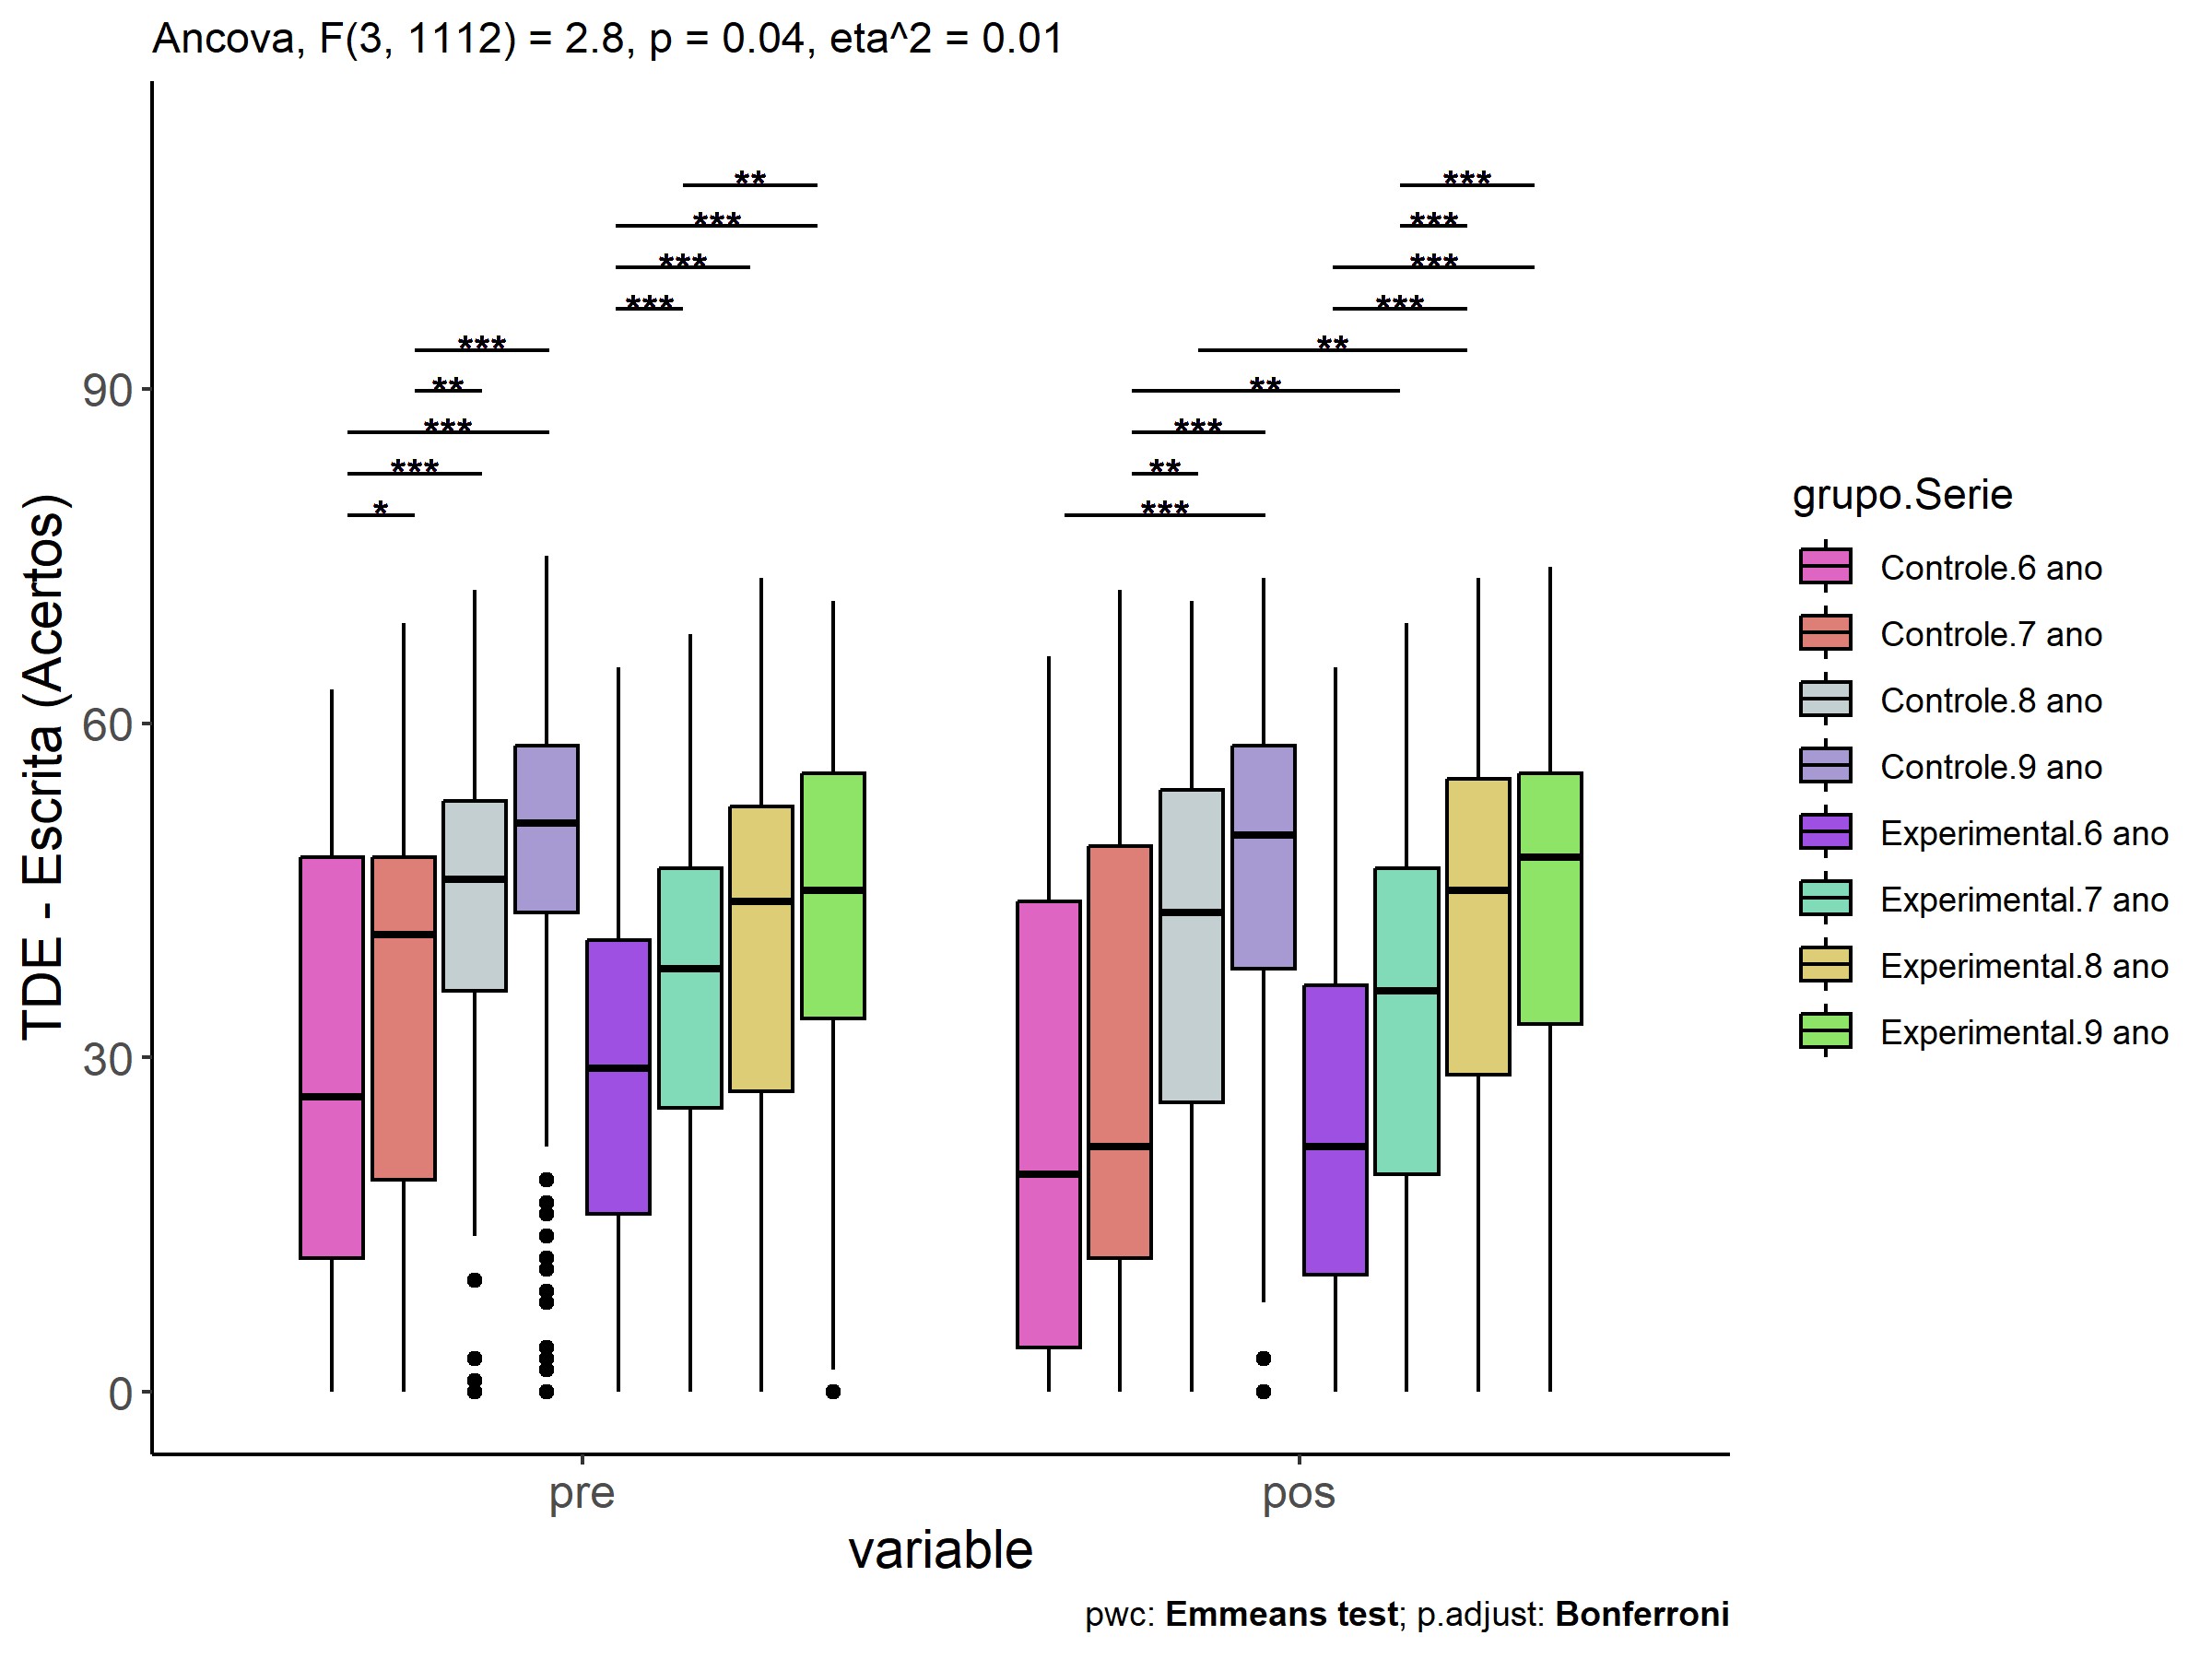 Ancova, F(3, 1112) = 2.8, p = 0.04, eta^2 = 0.01
** ***
*** ***
*** ***
*** ***
*** **
** **
*** ***
*** **
* ***
90
60
30
0
TDE - Escrita (Acertos)
pre pos
variable
grupo.Serie
Controle.6 ano
Controle.7 ano
Controle.8 ano
Controle.9 ano
Experimental.6 ano
Experimental.7 ano
Experimental.8 ano
Experimental.9 ano
pwc: Emmeans test; p.adjust: Bonferroni